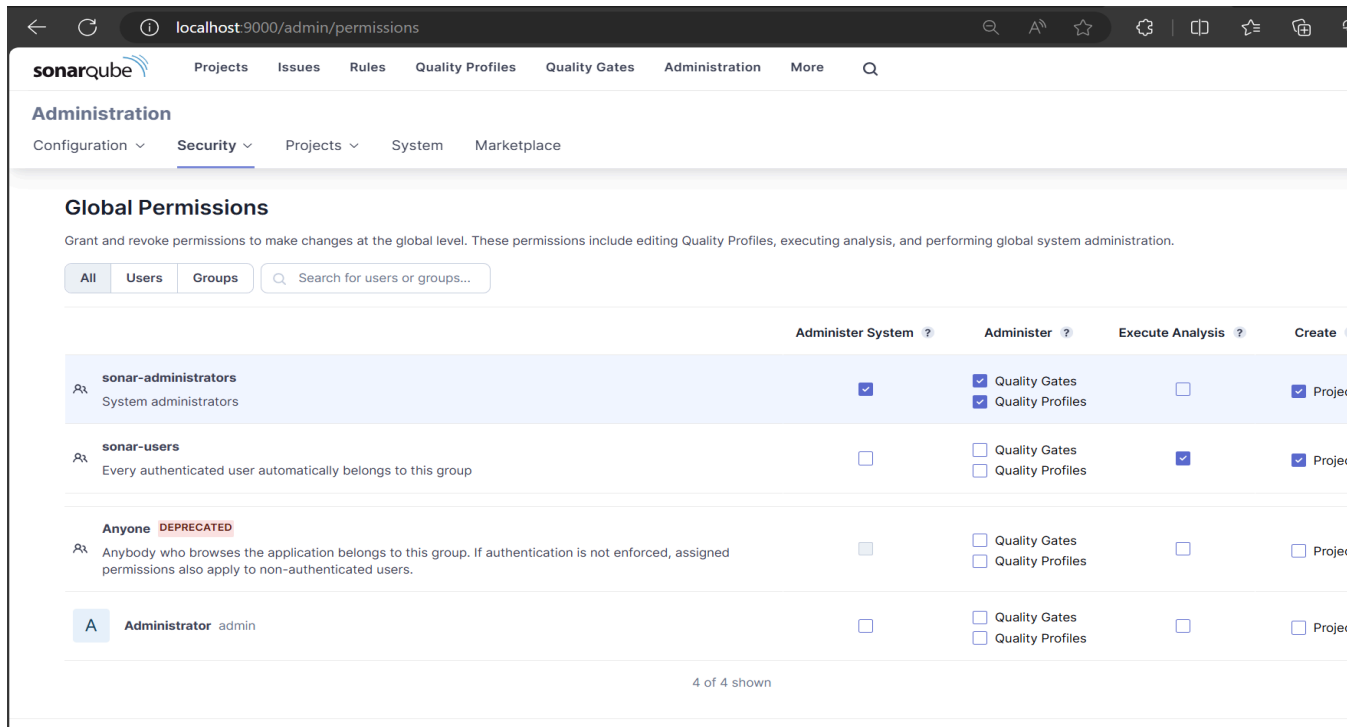 localhost:9000/admin/permissions
sonarqube Projects Issues Rules Quality Profiles Quality Gates Administration More
Administration
Configuration Security Projects System Marketplace
Global Permissions
Grant and revoke permissions to make changes at the global level. These permissions include editing Quality Profiles, executing analysis, and performing global system administration.
All Users Groups Search for users or groups...
Administer System ? Administer ? Execute Analysis ? Create
sonar-administrators
System administrators
Quality Gates
Quality Profiles
Projec
sonar-users
Every authenticated user automatically belongs to this group
Quality Gates
Quality Profiles
Projec
Anyone DEPRECATED
Anybody who browses the application belongs to this group. If authentication is not enforced, assigned
permissions also apply to non-authenticated users.
Quality Gates
Quality Profiles
Projec
A Administrator admin
Quality Gates
Quality Profiles
Projec
4 of 4 shown